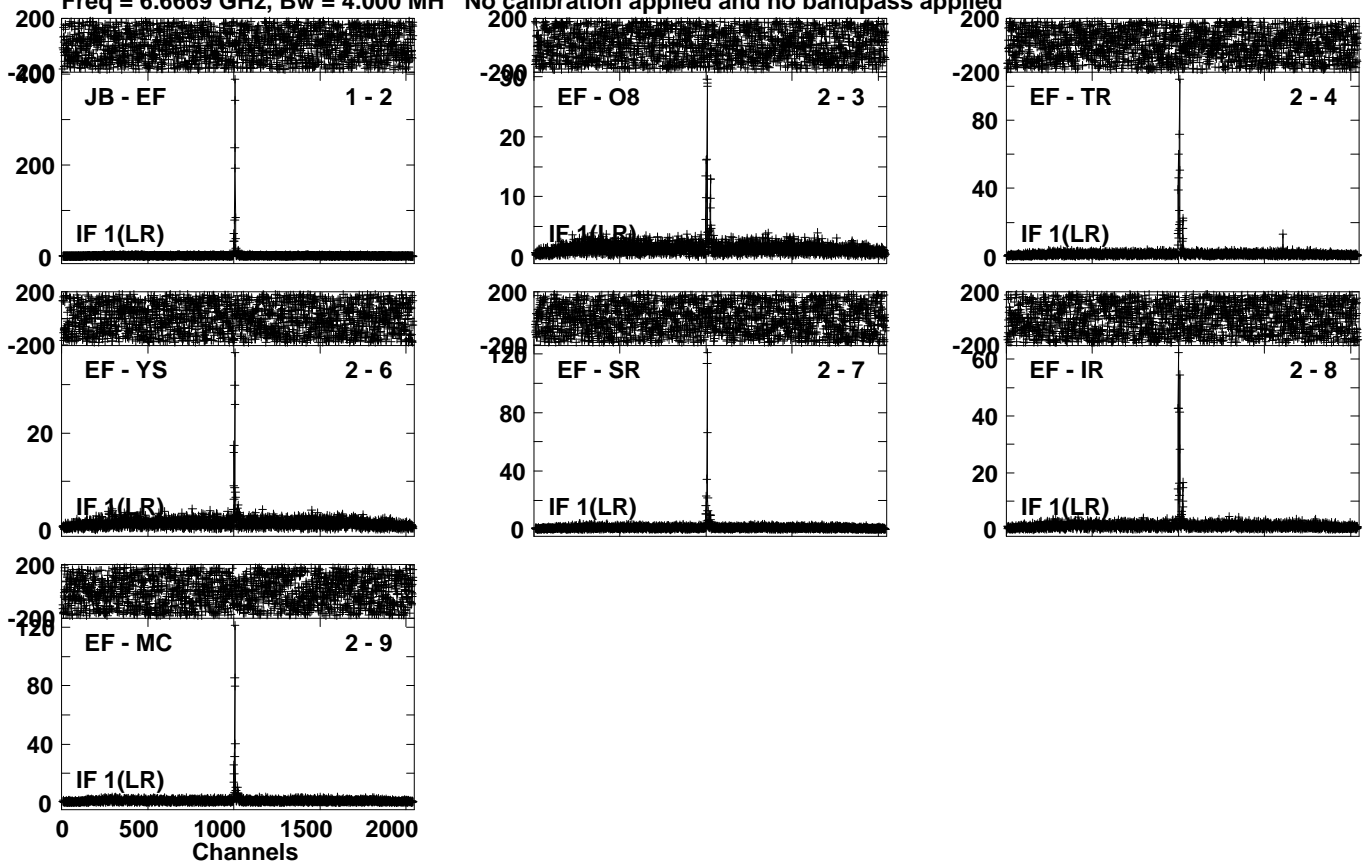 Freq = 6.6669 GHz, Bw = 4.000 MH No calibration applied and no bandpass applied
200
-200
400
200
0
JB - EF 1 - 2
IF 1(LR)
200
-200
30
20
10
0
EF - O8 2 - 3
IF 1(LR)
200
-200
80
40
0
EF - TR 2 - 4
IF 1(LR)
200
-200
20
0
EF - YS 2 - 6
IF 1(LR)
200
-200
120
80
40
0
EF - SR 2 - 7
IF 1(LR)
200
-200
60
40
20
0
EF - IR 2 - 8
IF 1(LR)
200
-200
120
80
40
0
EF - MC 2 - 9
IF 1(LR)
0 500 1000 1500 2000
Channels